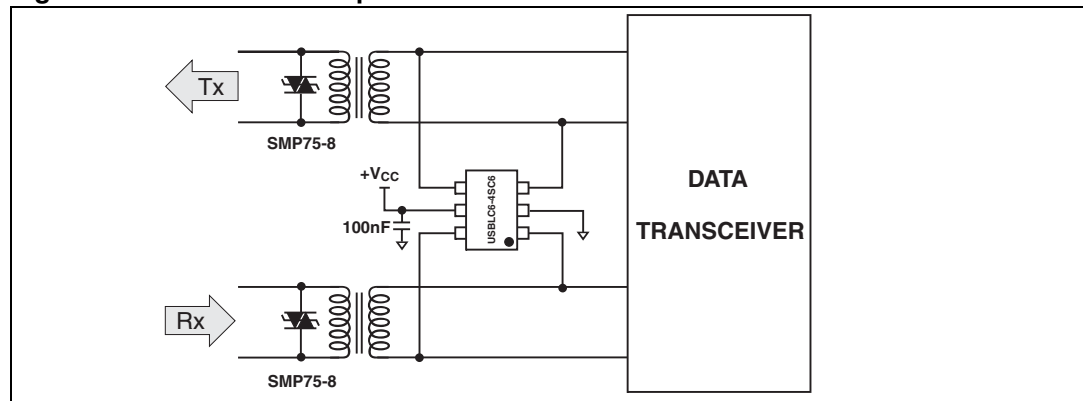 Tx
SMP75-8
+VCC
100nF
USBLC6-4SC6
DATA
TRANSCEIVER
Rx
SMP75-8